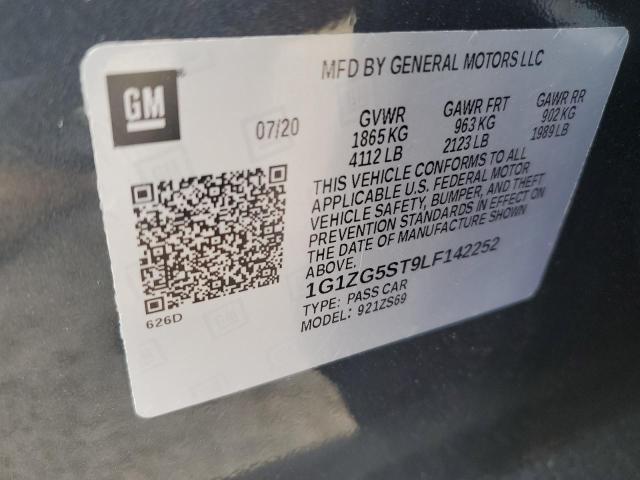 MFD BY GENERAL MOTORS LLC
GM
07/20
GVWR
1865 KG
4112 LB
GAWR FRT
963 KG
2123 LB
GAWR RR
902 KG
1989 LB
THIS VEHICLE CONFORMS TO ALL
APPLICABLE U.S. FEDERAL MOTOR
VEHICLE SAFETY, BUMPER, AND THEFT
PREVENTION STANDARDS IN EFFECT ON
THE DATE OF MANUFACTURE SHOWN
ABOVE.
1G1ZG5ST9LF142252
TYPE: PASS CAR
MODEL: 921ZS69
626D